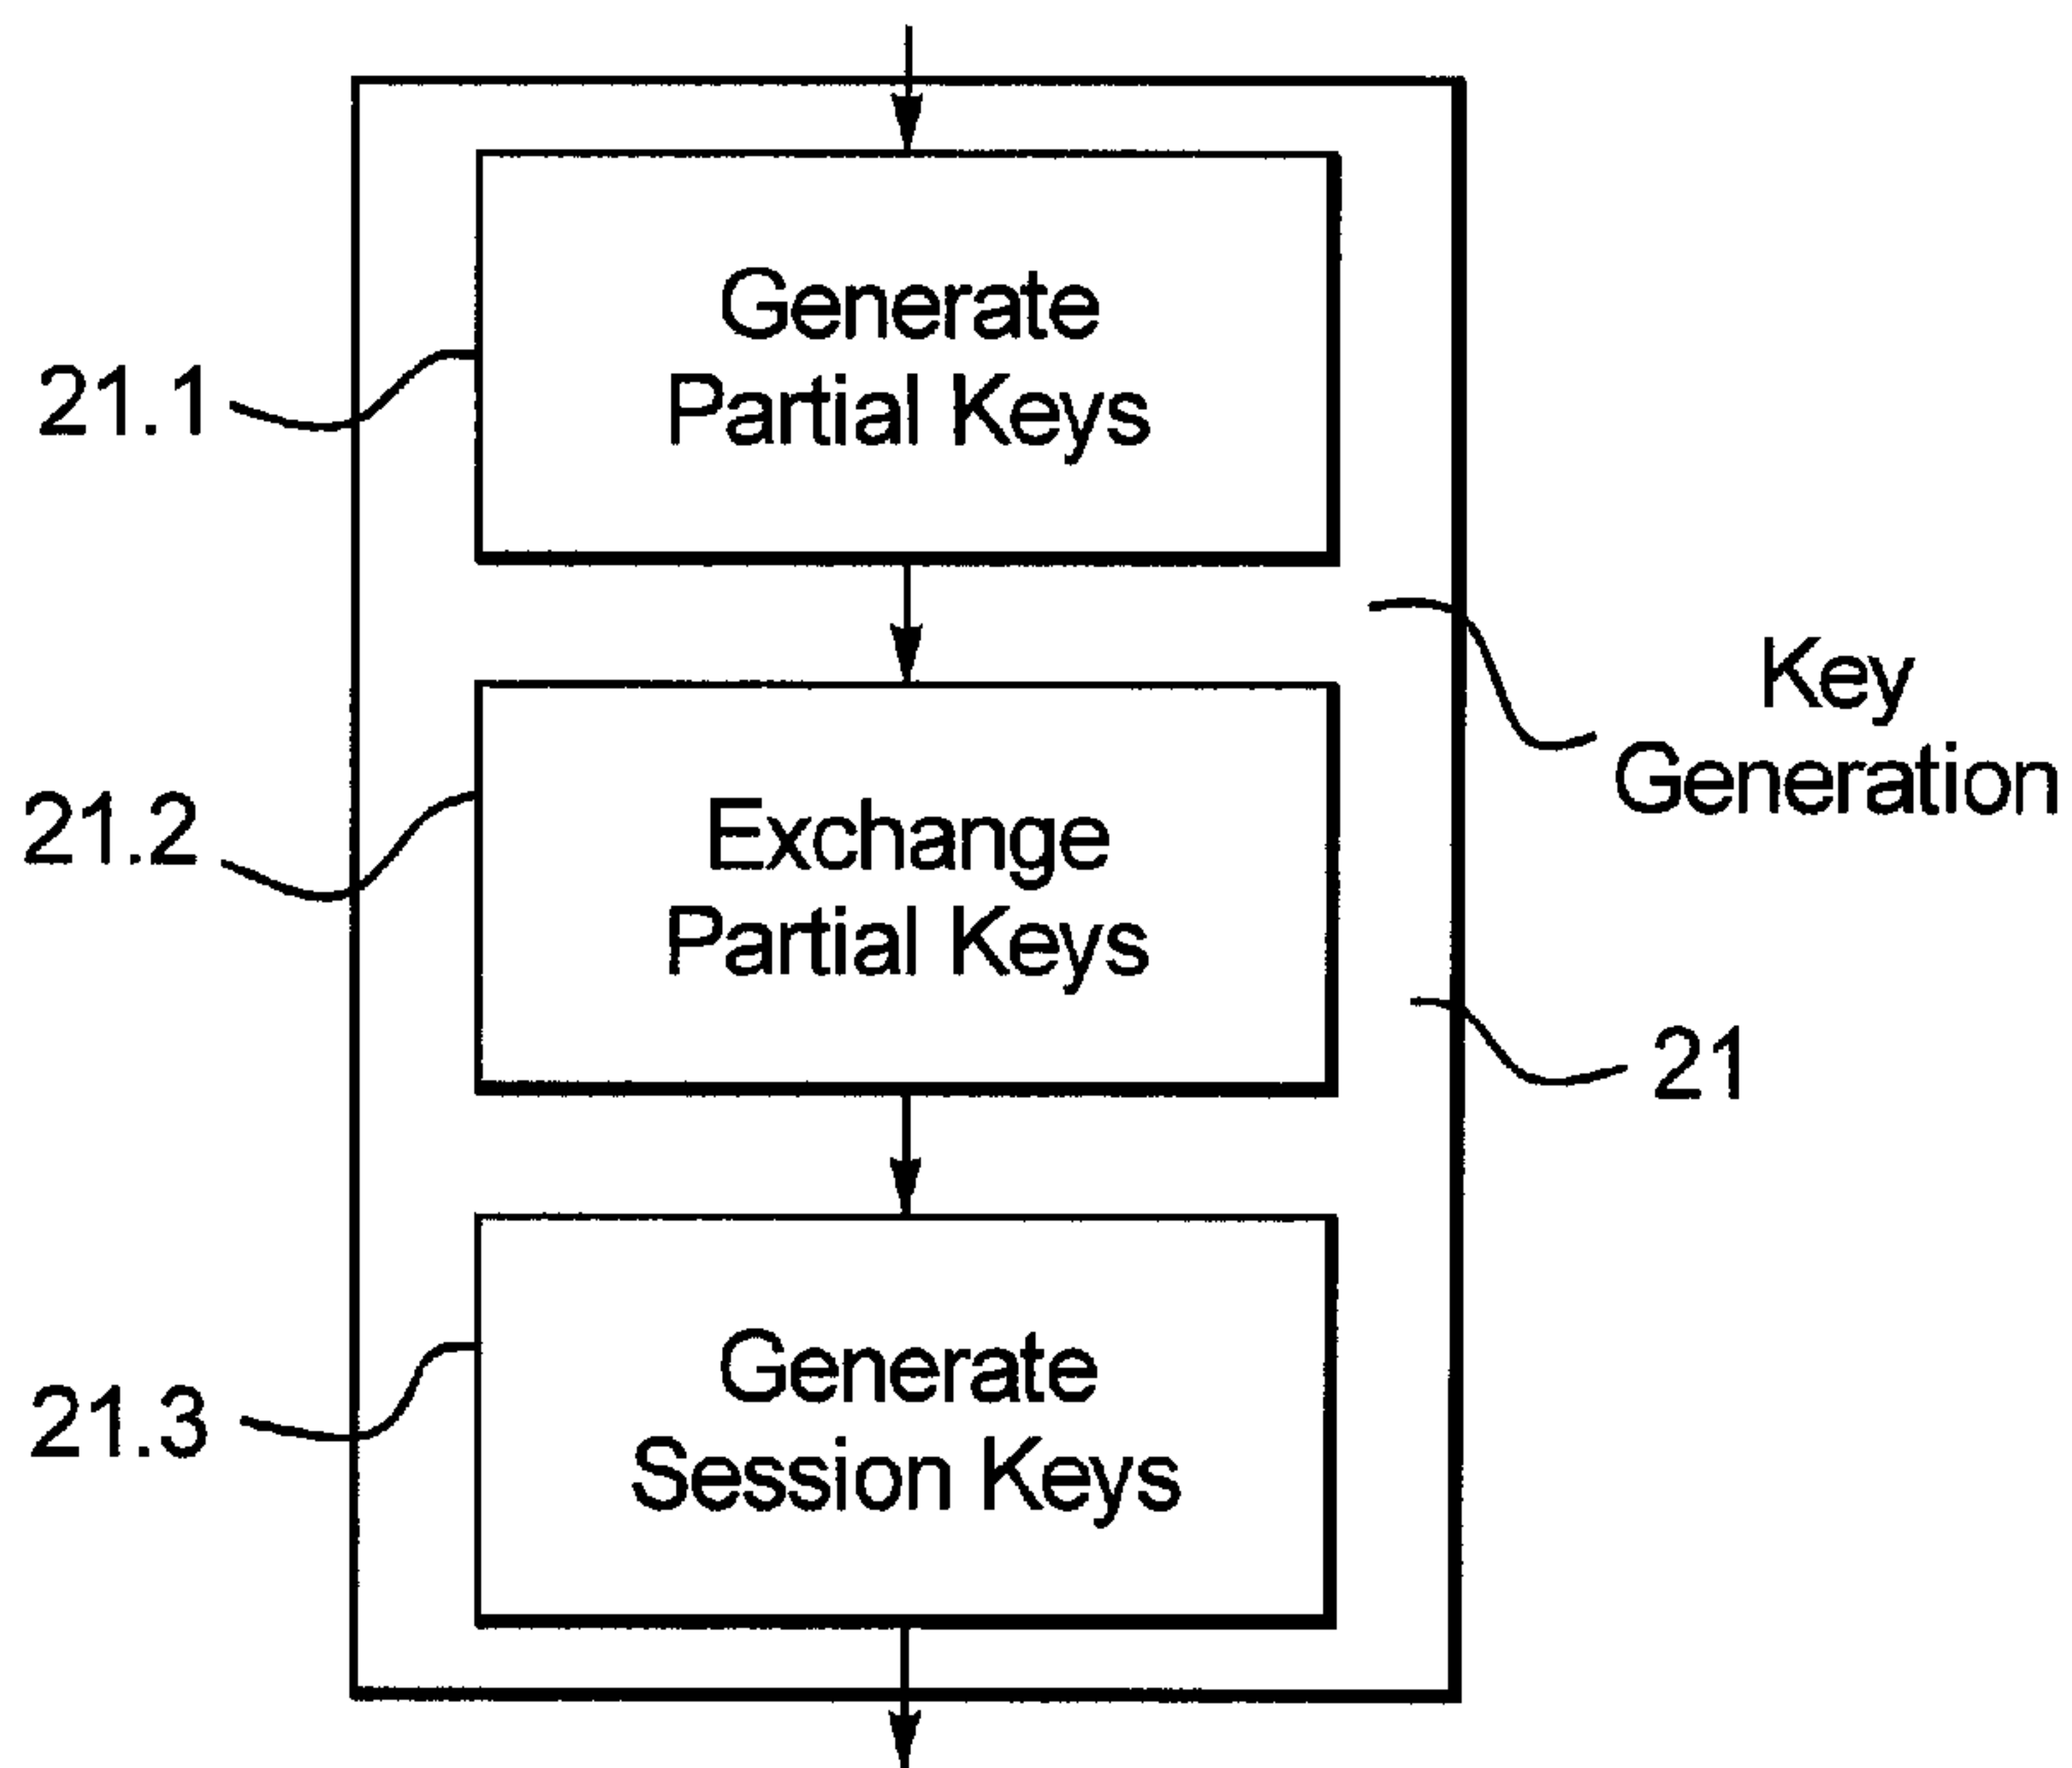 Generate
Partial Keys
21.1
Key
Generation
Exchange
Partial Keys
21.2
21
Generate
Session Keys
21.3